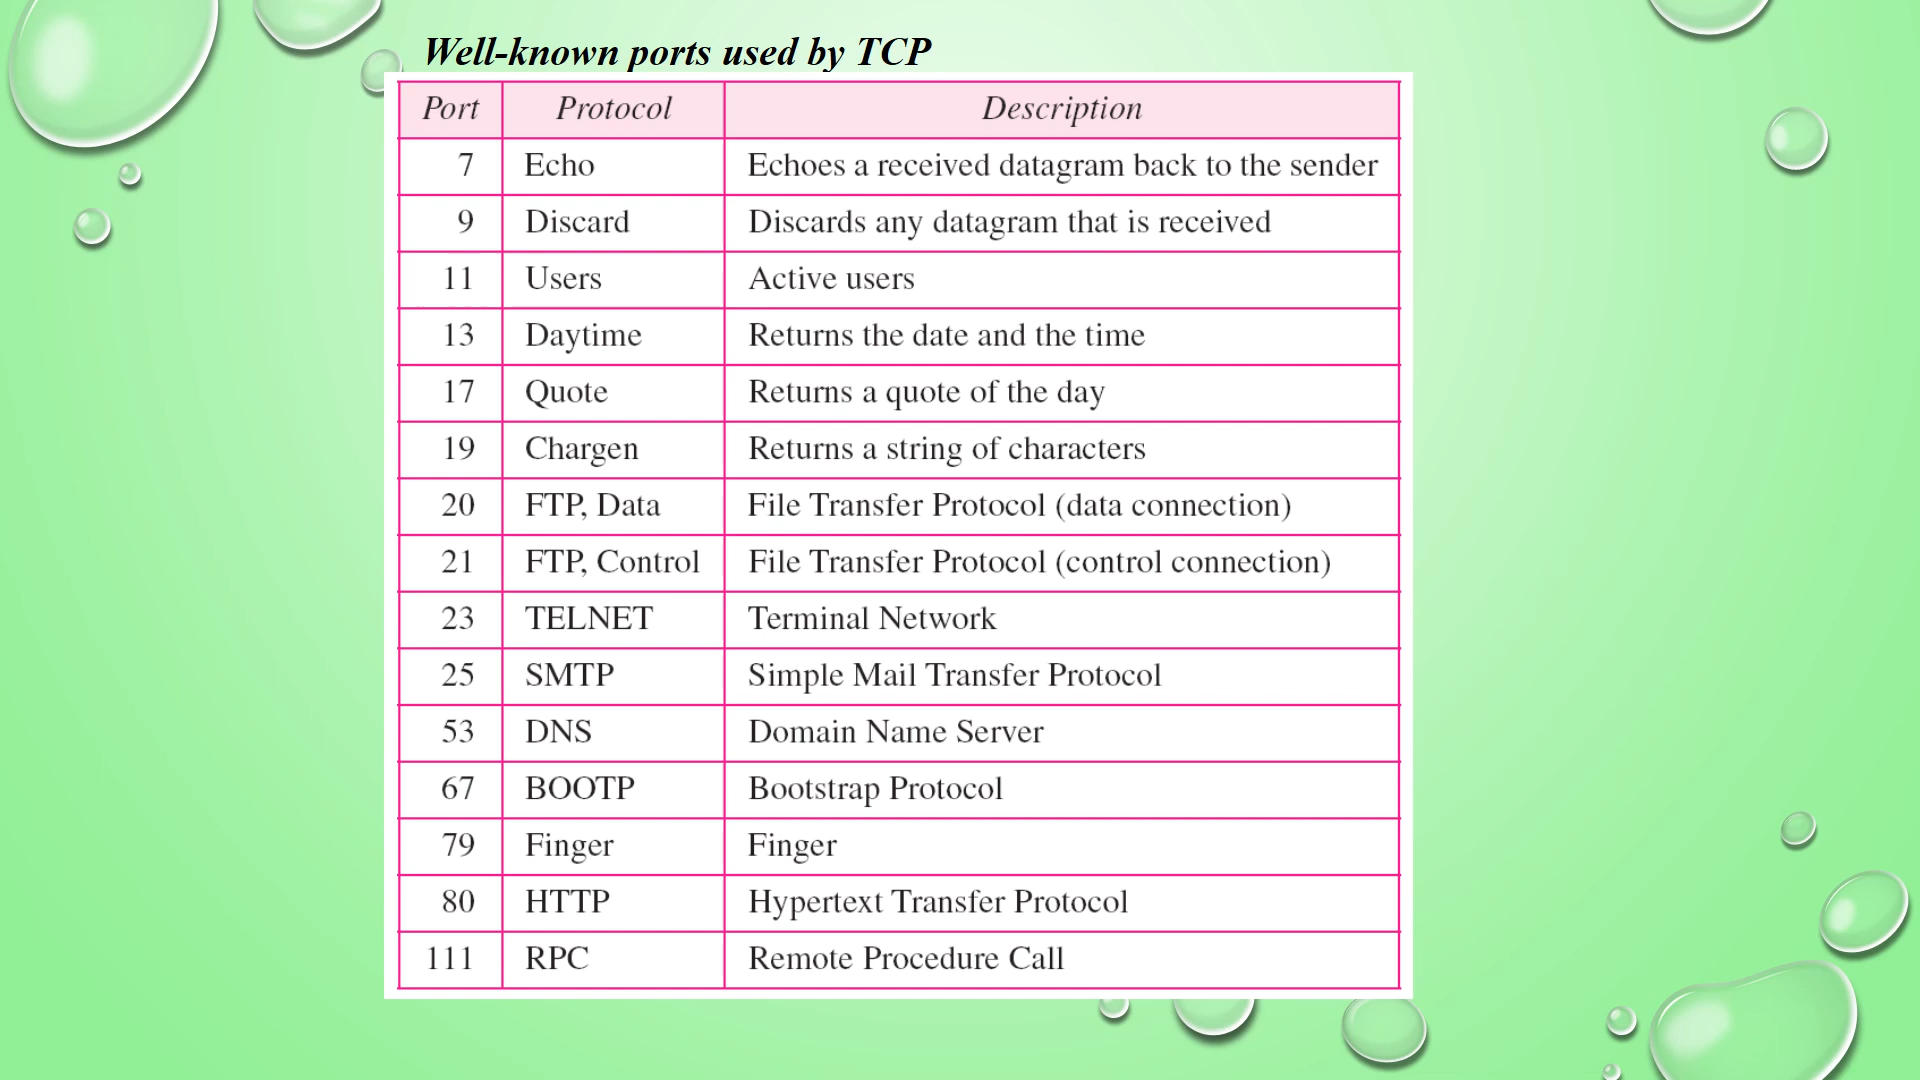 Well-known ports used by TCP
Port Protocol Description
7 Echo Echoes a received datagram back to the sender
9 Discard Discards any datagram that is received
11 Users Active users
13 Daytime Returns the date and the time
17 Quote Returns a quote of the day
19 Chargen Returns a string of characters
20 FTP, Data File Transfer Protocol (data connection)
21 FTP, Control File Transfer Protocol (control connection)
23 TELNET Terminal Network
25 SMTP Simple Mail Transfer Protocol
53 DNS Domain Name Server
67 BOOTP Bootstrap Protocol
79 Finger Finger
80 HTTP Hypertext Transfer Protocol
111 RPC Remote Procedure Call